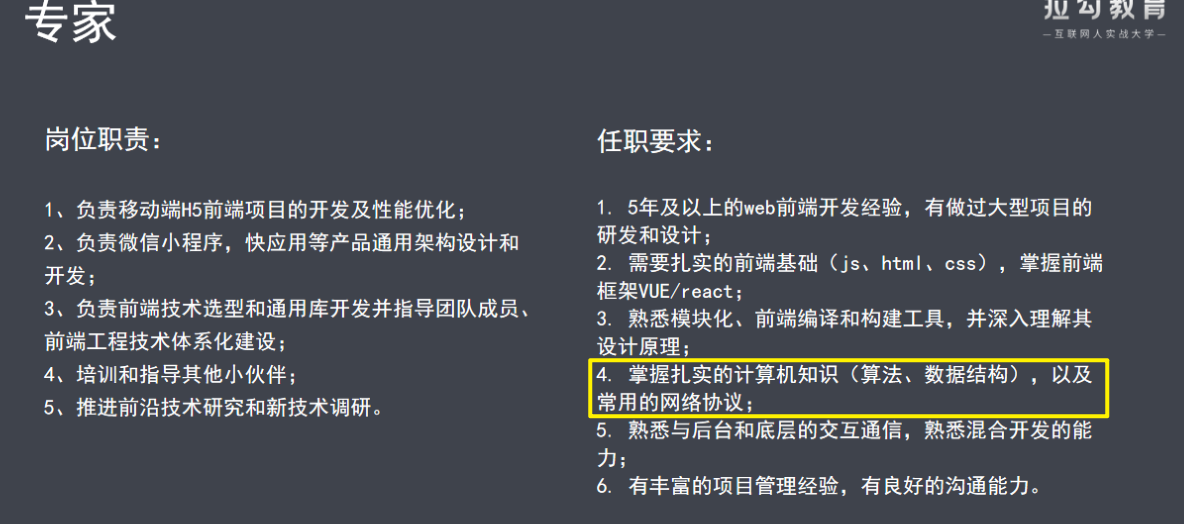 专家
拉勾教育
—互联网人实战大学—
岗位职责：
1、负责移动端H5前端项目的开发及性能优化；
2、负责微信小程序，快应用等产品通用架构设计和
开发；
3、负责前端技术选型和通用库开发并指导团队成员、
前端工程技术体系化建设；
4、培训和指导其他小伙伴；
5、推进前沿技术研究和新技术调研。
任职要求：
1. 5年及以上的web前端开发经验，有做过大型项目的
研发和设计；
2. 需要扎实的前端基础（js、html、css），掌握前端
框架VUE/react；
3. 熟悉模块化、前端编译和构建工具，并深入理解其
设计原理；
4. 掌握扎实的计算机知识（算法、数据结构），以及
常用的网络协议；
5. 熟悉与后台和底层的交互通信，熟悉混合开发的能
力；
6. 有丰富的项目管理经验，有良好的沟通能力。